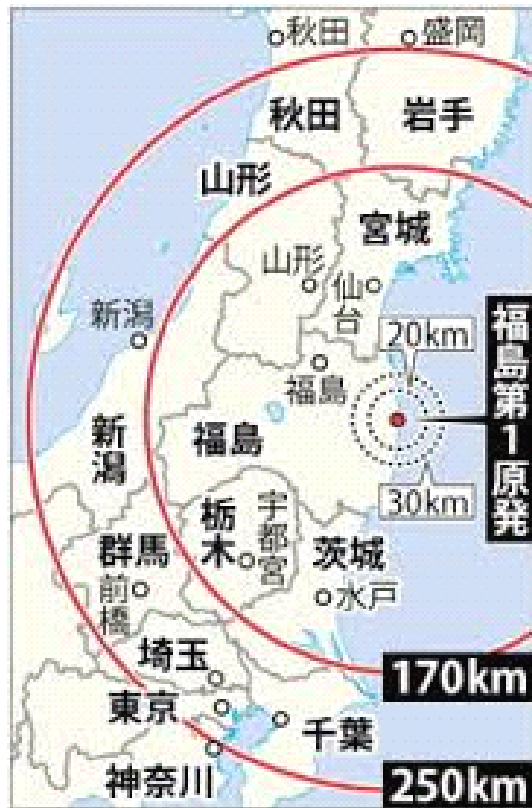 秋田
盛岡
秋田
岩手
山形
宮城
山形
仙台
新潟
20km
福島
福島第1原発
新潟
福島
30km
栃木
宇都宮
茨城
群馬
前橋
水戸
埼玉
170km
東京
千葉
神奈川
250km